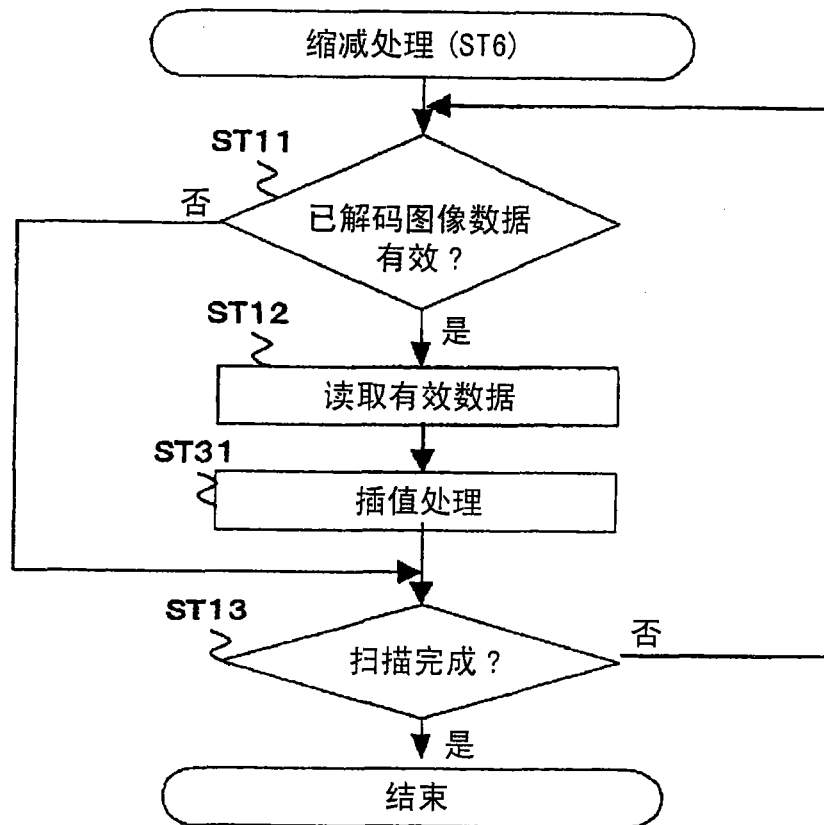 缩减处理(ST6)
ST11
否
已解码图像数据
有效?
是
ST12
读取有效数据
ST31
插值处理
ST13
否
扫描完成?
是
结束